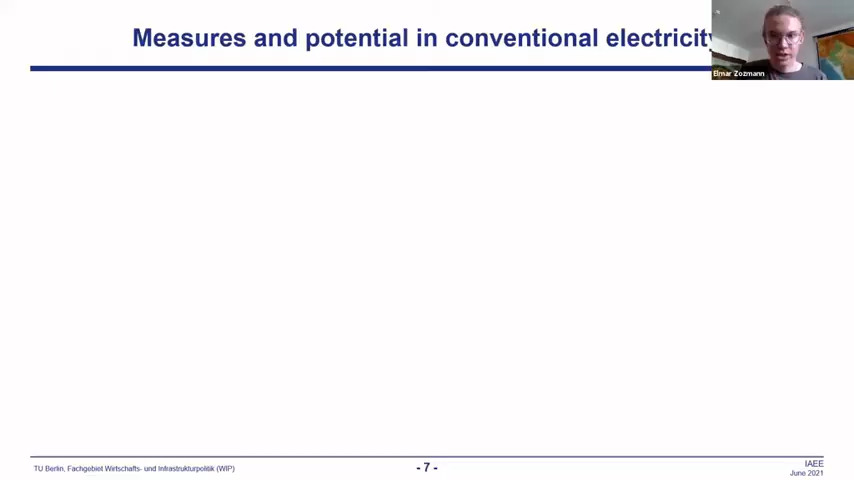 Measures and potential in conventional electricity
Elmar Zozmann
TU Berlin, Fachgebiet Wirtschafts- und Infrastrukturpolitik (WIP)
- 7 -
IAEE
June 2021